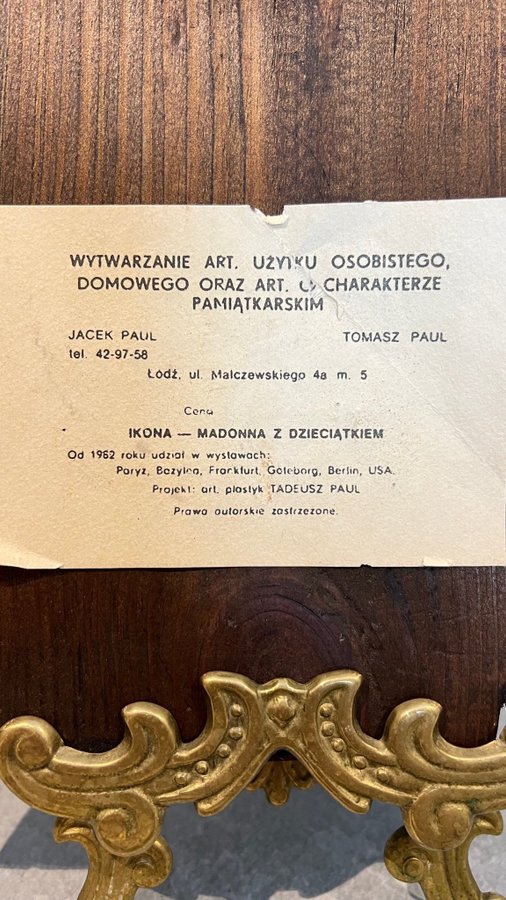 WYTWARZANIE ART. UŻYTKU OSOBISTEGO,
DOMOWEGO ORAZ ART. O CHARAKTERZE
PAMIĄTKARSKIM
JACEK PAUL TOMASZ PAUL
tel. 42-97-58
Łódź, ul. Malczewskiego 4a m. 5
Cena
IKONA — MADONNA Z DZIECIĄTKIEM
Od 1962 roku udział w wystawach:
Paryż, Bazylea, Frankfurt, Goteborg, Berlin, USA.
Projekt: art. plastyk TADEUSZ PAUL
Prawa autorskie zastrzeżone.